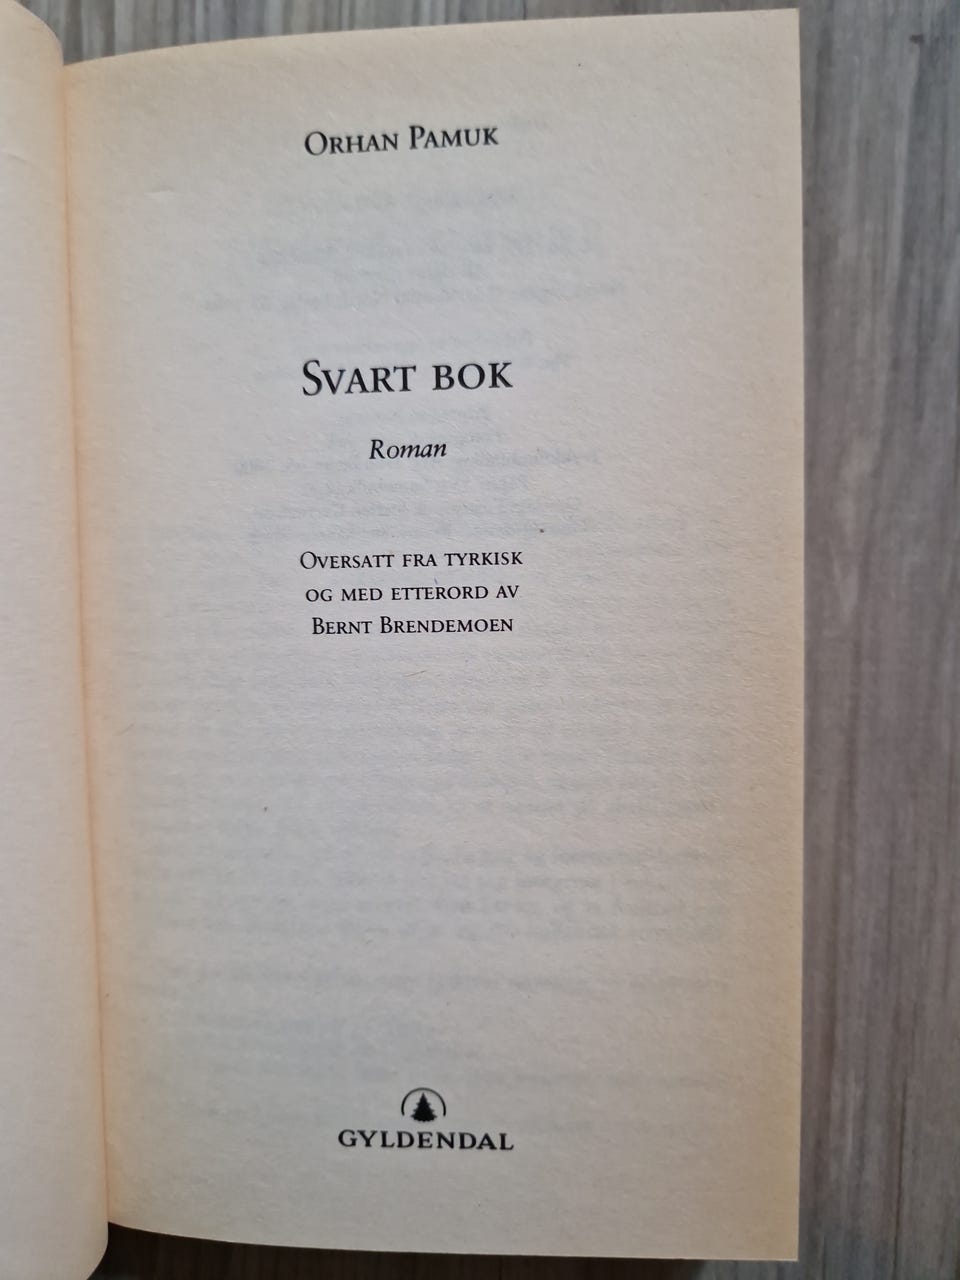 Orhan Pamuk
Svart bok
Roman
Oversatt fra tyrkisk
og med etterord av
Bernt Brendemoen
GYLDENDAL